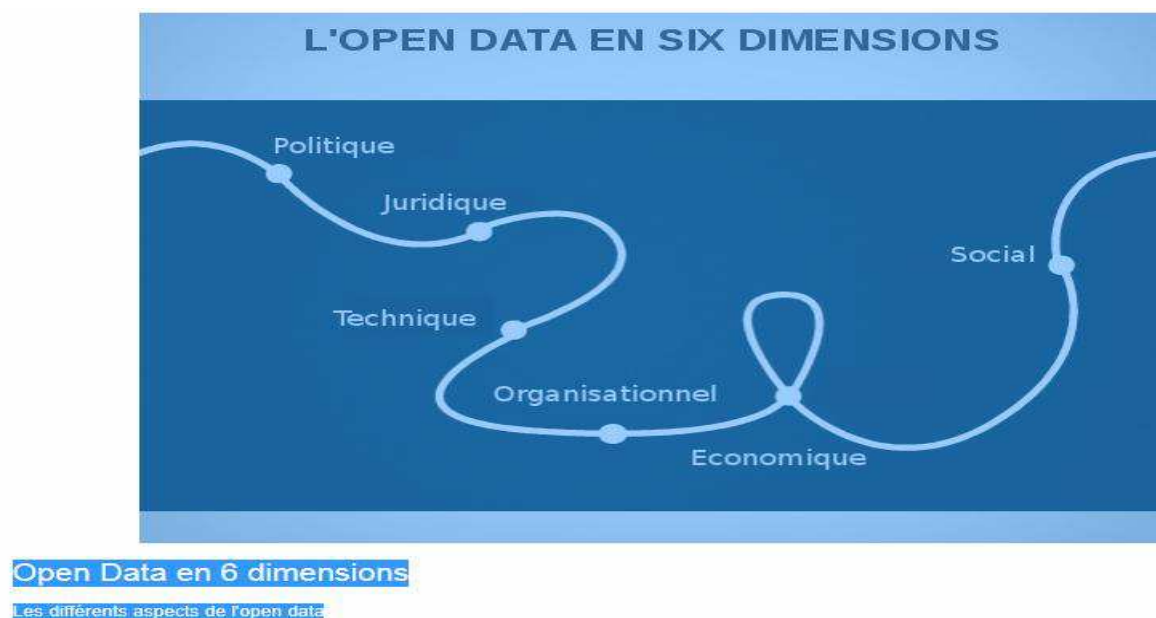 L'OPEN DATA EN SIX DIMENSIONS
Politique
Juridique
Technique
Organisationnel
Economique
Social
Open Data en 6 dimensions
Les différents aspects de l'open data